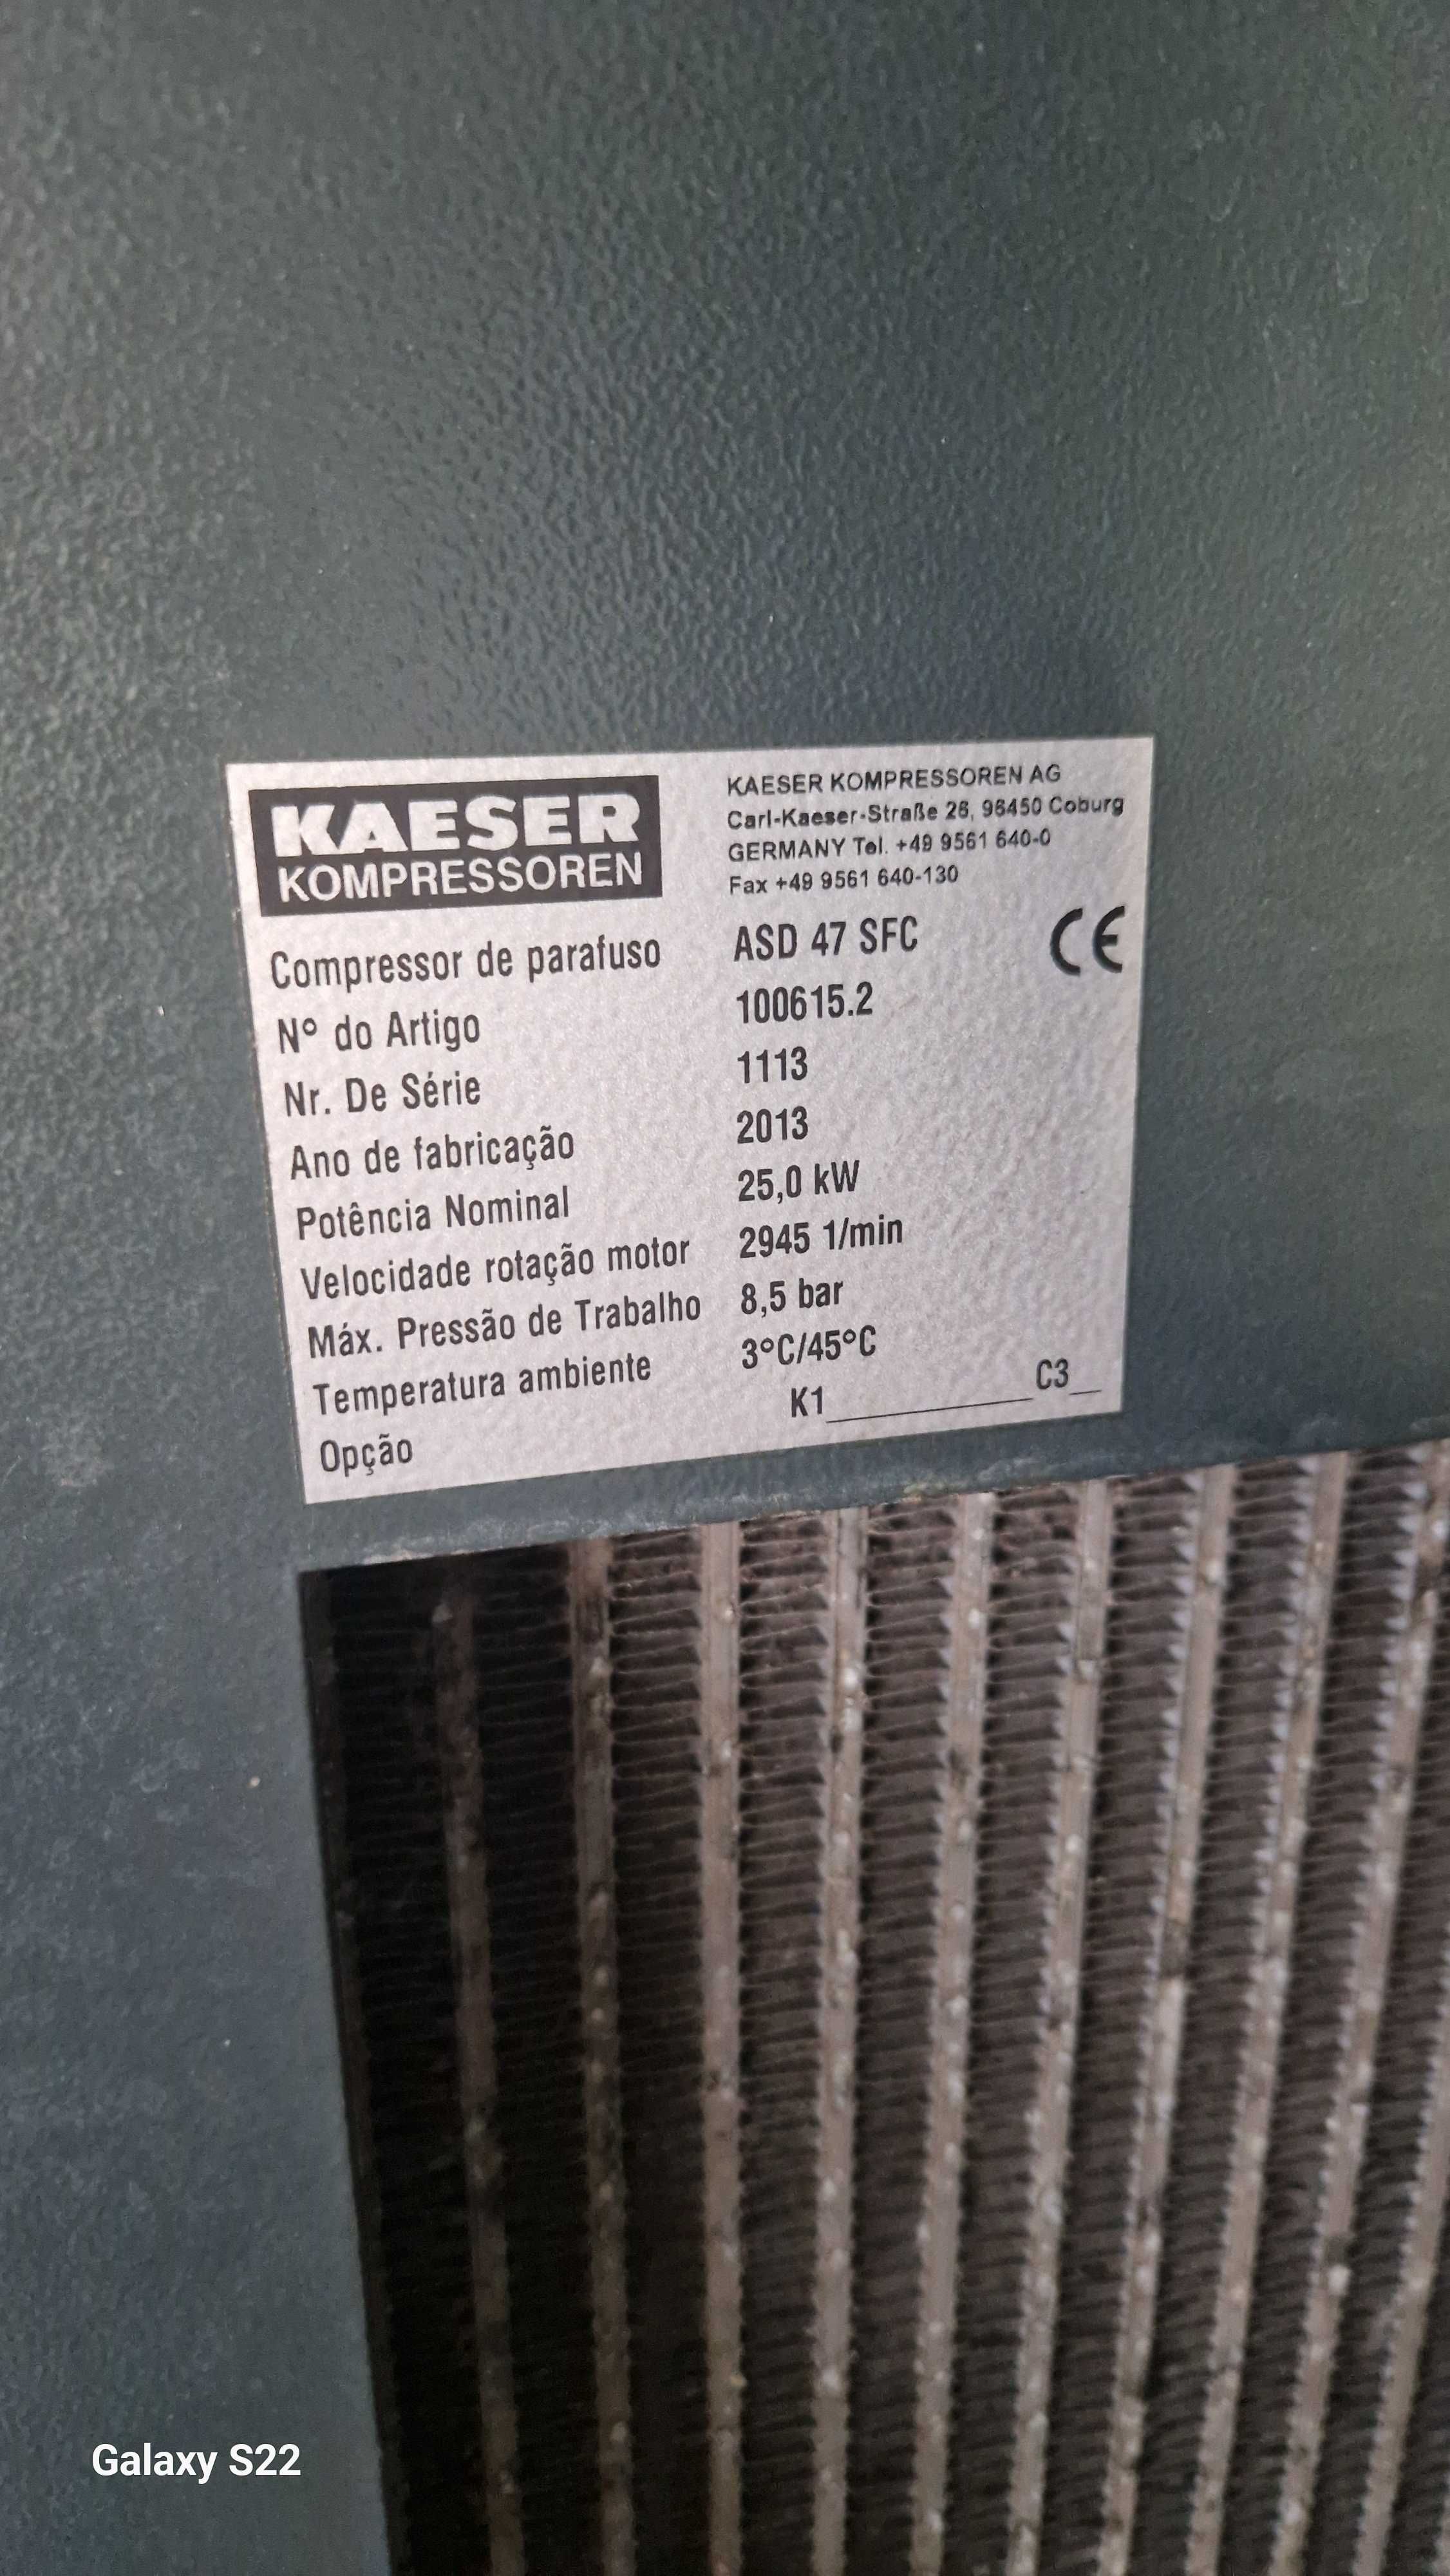 KAESER
KOMPRESSOREN
KAESER KOMPRESSOREN AG
Carl-Kaeser-Straße 26, 96450 Coburg
GERMANY Tel. +49 9561 640-0
Fax +49 9561 640-130
CE
Compressor de parafuso ASD 47 SFC
Nº do Artigo 100615.2
Nr. De Série 1113
Ano de fabricação 2013
Potência Nominal 25,0 kW
Velocidade rotação motor 2945 1/min
Máx. Pressão de Trabalho 8,5 bar
Temperatura ambiente 3°C/45°C
Opção K1__________C3__
Galaxy S22